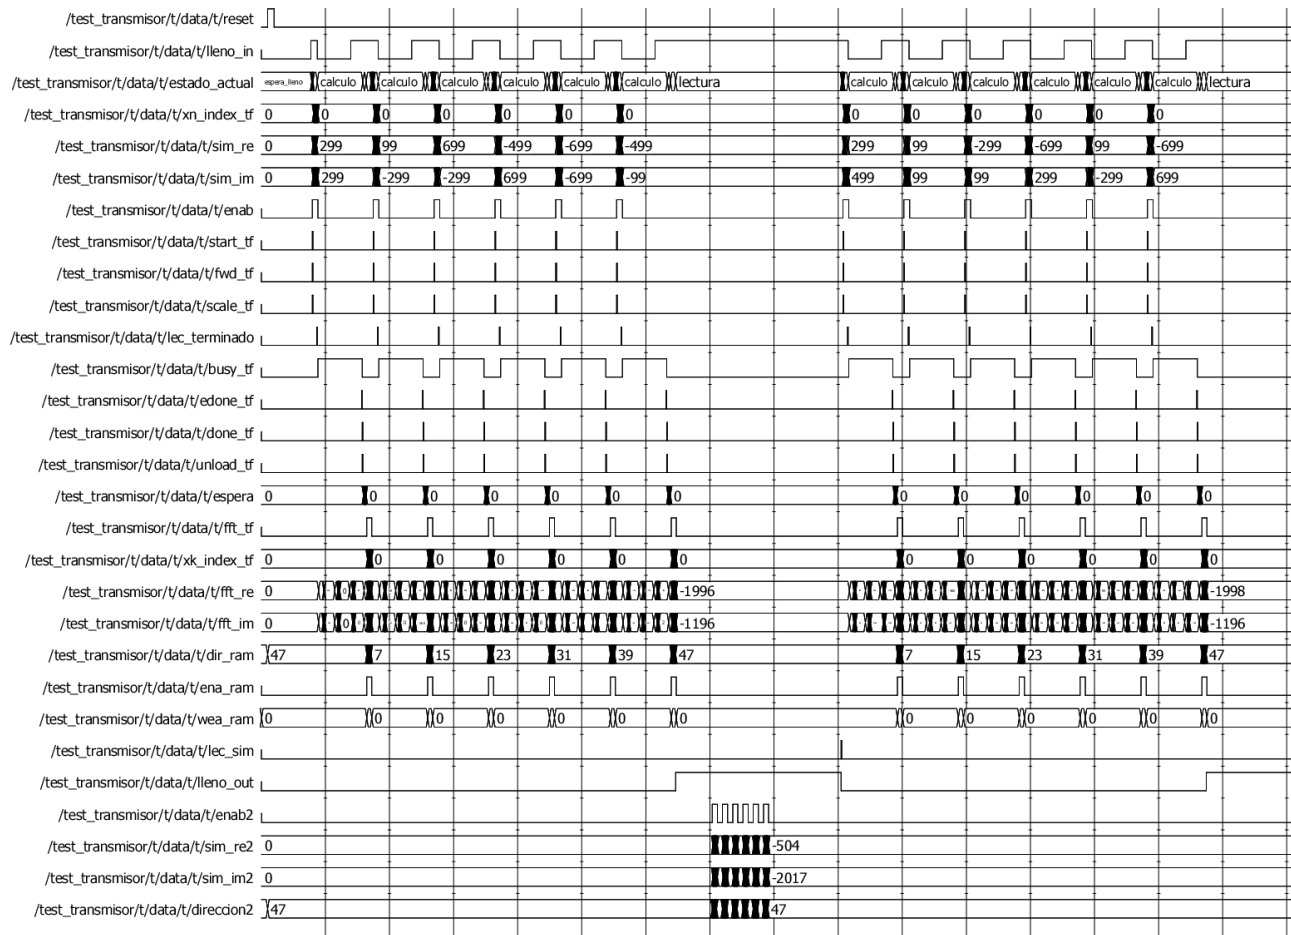 /test_transmisor/t/data/t/reset
/test_transmisor/t/data/t/lleno_in
/test_transmisor/t/data/t/estado_actual espera_lleno calculo calculo calculo calculo calculo calculo lectura calculo calculo calculo calculo calculo calculo lectura
/test_transmisor/t/data/t/xn_index_tf 0 0 0 0 0 0 0 0 0 0 0 0 0
/test_transmisor/t/data/t/sim_re 0 299 99 699 -499 -699 -499 299 99 -299 -699 99 -699
/test_transmisor/t/data/t/sim_im 0 299 -299 -299 699 -699 -99 499 99 99 299 -299 699
/test_transmisor/t/data/t/enab
/test_transmisor/t/data/t/start_tf
/test_transmisor/t/data/t/fwd_tf
/test_transmisor/t/data/t/scale_tf
/test_transmisor/t/data/t/lec_terminado
/test_transmisor/t/data/t/busy_tf
/test_transmisor/t/data/t/edone_tf
/test_transmisor/t/data/t/done_tf
/test_transmisor/t/data/t/unload_tf
/test_transmisor/t/data/t/espera 0 0 0 0 0 0 0 0 0 0 0 0 0
/test_transmisor/t/data/t/fft_tf
/test_transmisor/t/data/t/xk_index_tf 0 0 0 0 0 0 0 0 0 0 0 0 0
/test_transmisor/t/data/t/fft_re 0 -1996 -1998
/test_transmisor/t/data/t/fft_im 0 -1196 -1196
/test_transmisor/t/data/t/dir_ram 47 7 15 23 31 39 47 7 15 23 31 39 47
/test_transmisor/t/data/t/ena_ram
/test_transmisor/t/data/t/wea_ram 0 0 0 0 0 0 0 0 0 0 0 0 0
/test_transmisor/t/data/t/lec_sim
/test_transmisor/t/data/t/lleno_out
/test_transmisor/t/data/t/enab2
/test_transmisor/t/data/t/sim_re2 0 -504
/test_transmisor/t/data/t/sim_im2 0 -2017
/test_transmisor/t/data/t/direccion2 47 47